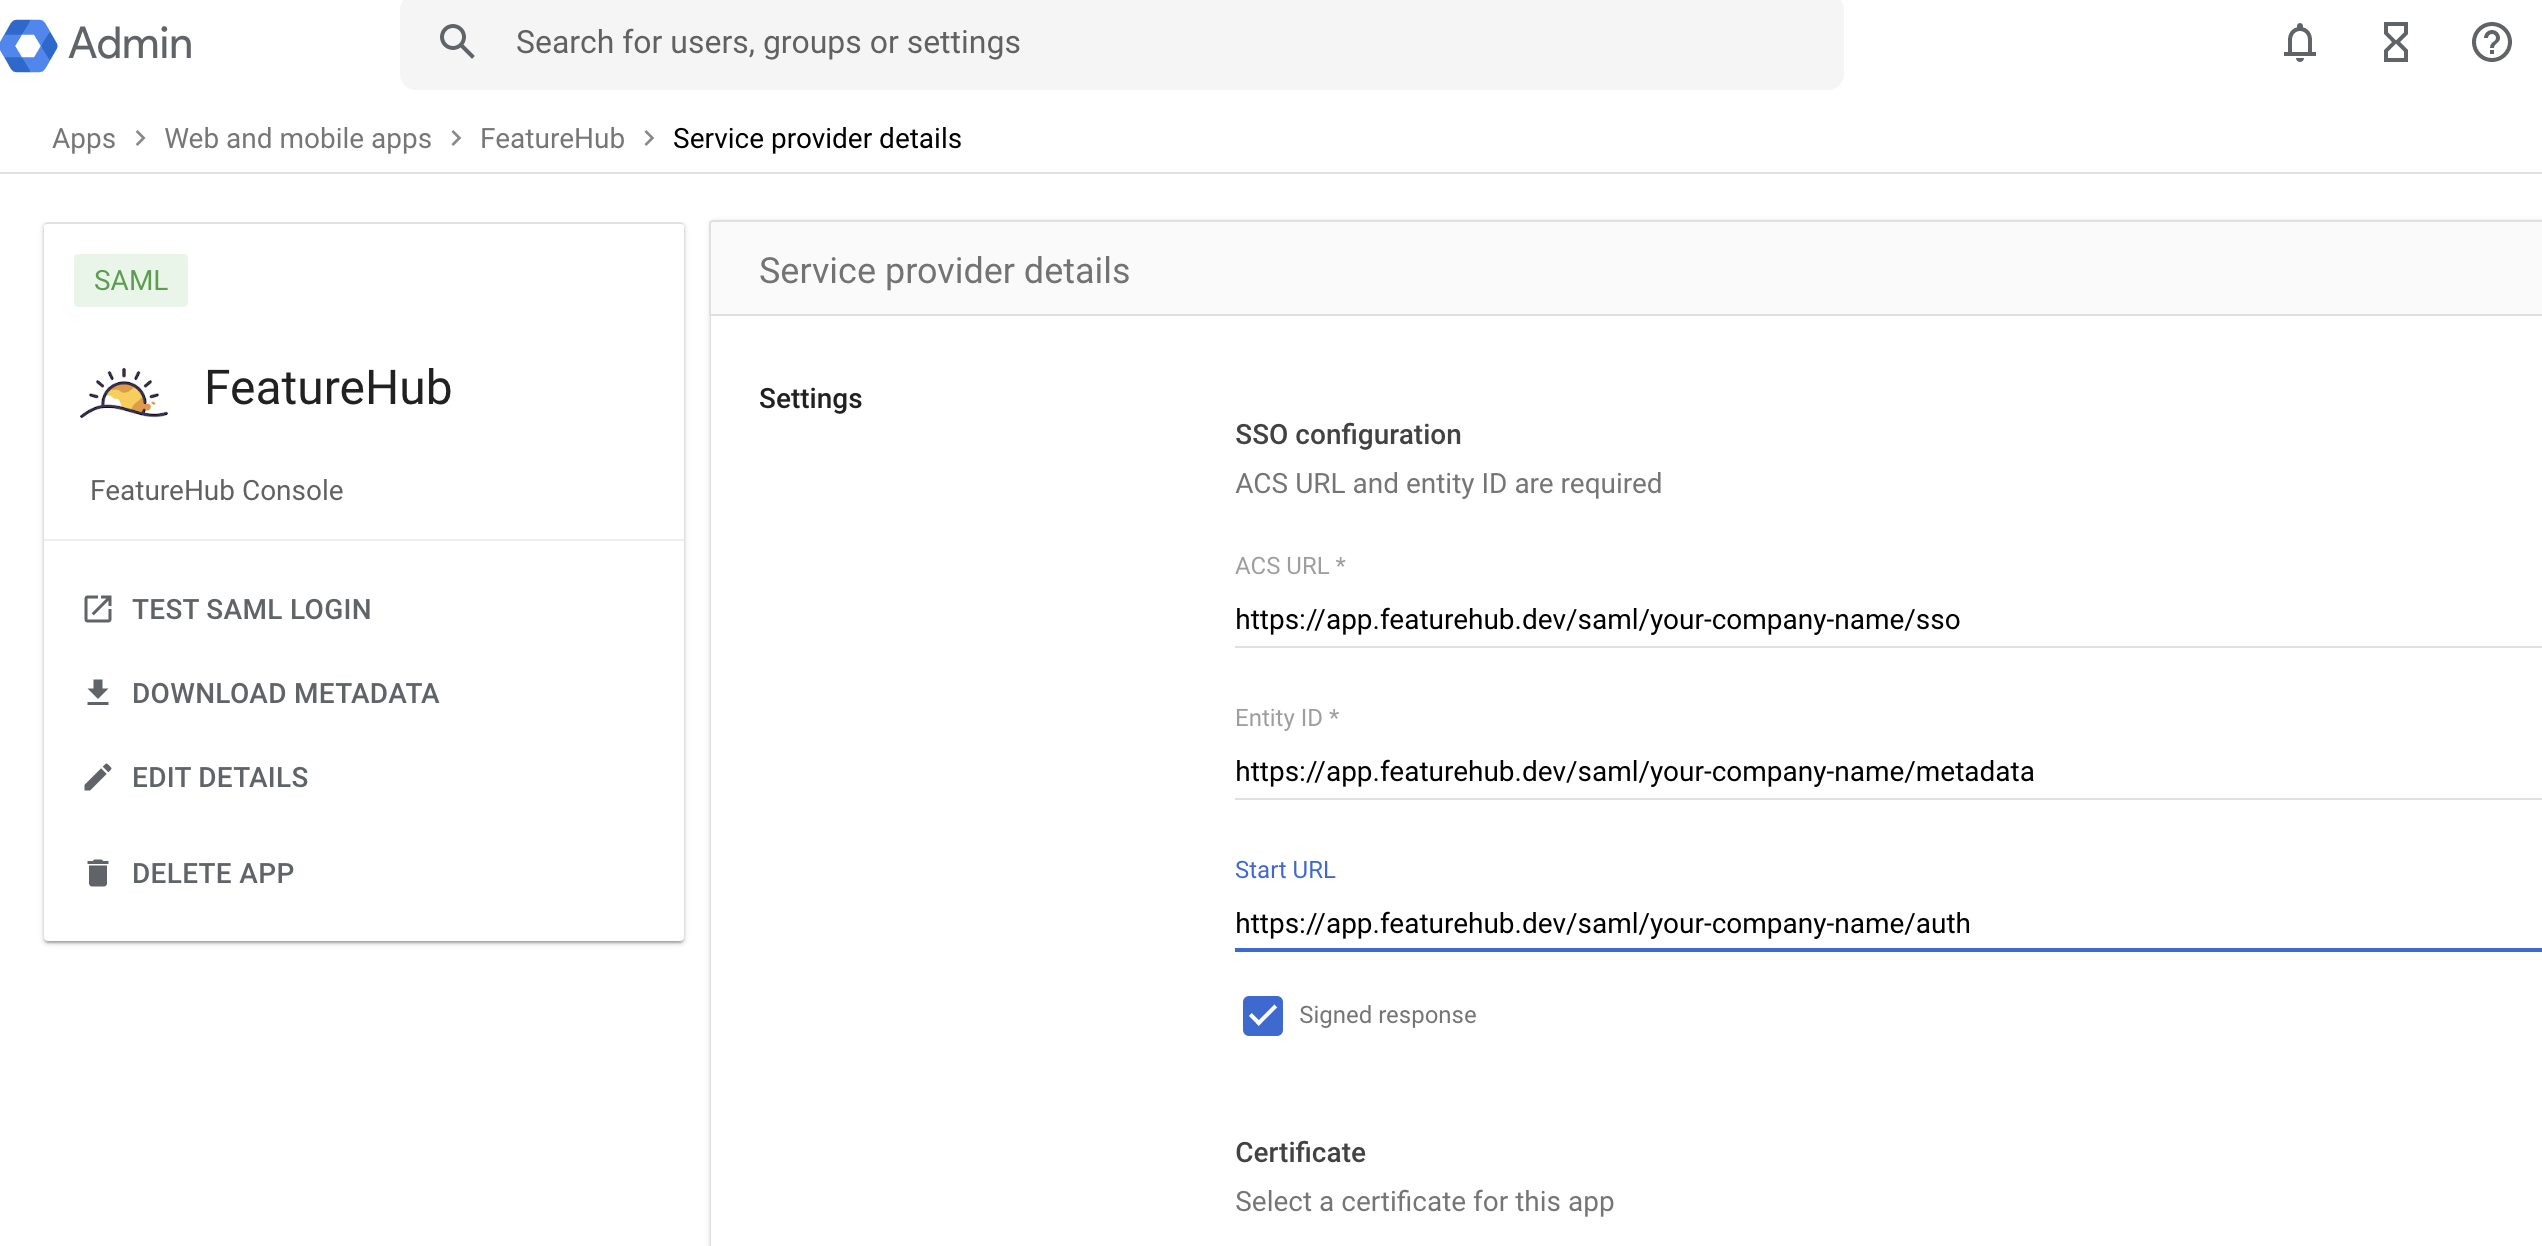 Admin
Search for users, groups or settings
Apps > Web and mobile apps > FeatureHub > Service provider details
SAML
FeatureHub
FeatureHub Console
TEST SAML LOGIN
DOWNLOAD METADATA
EDIT DETAILS
DELETE APP
Service provider details
Settings
SSO configuration
ACS URL and entity ID are required
ACS URL *
https://app.featurehub.dev/saml/your-company-name/sso
Entity ID *
https://app.featurehub.dev/saml/your-company-name/metadata
Start URL
https://app.featurehub.dev/saml/your-company-name/auth
Signed response
Certificate
Select a certificate for this app